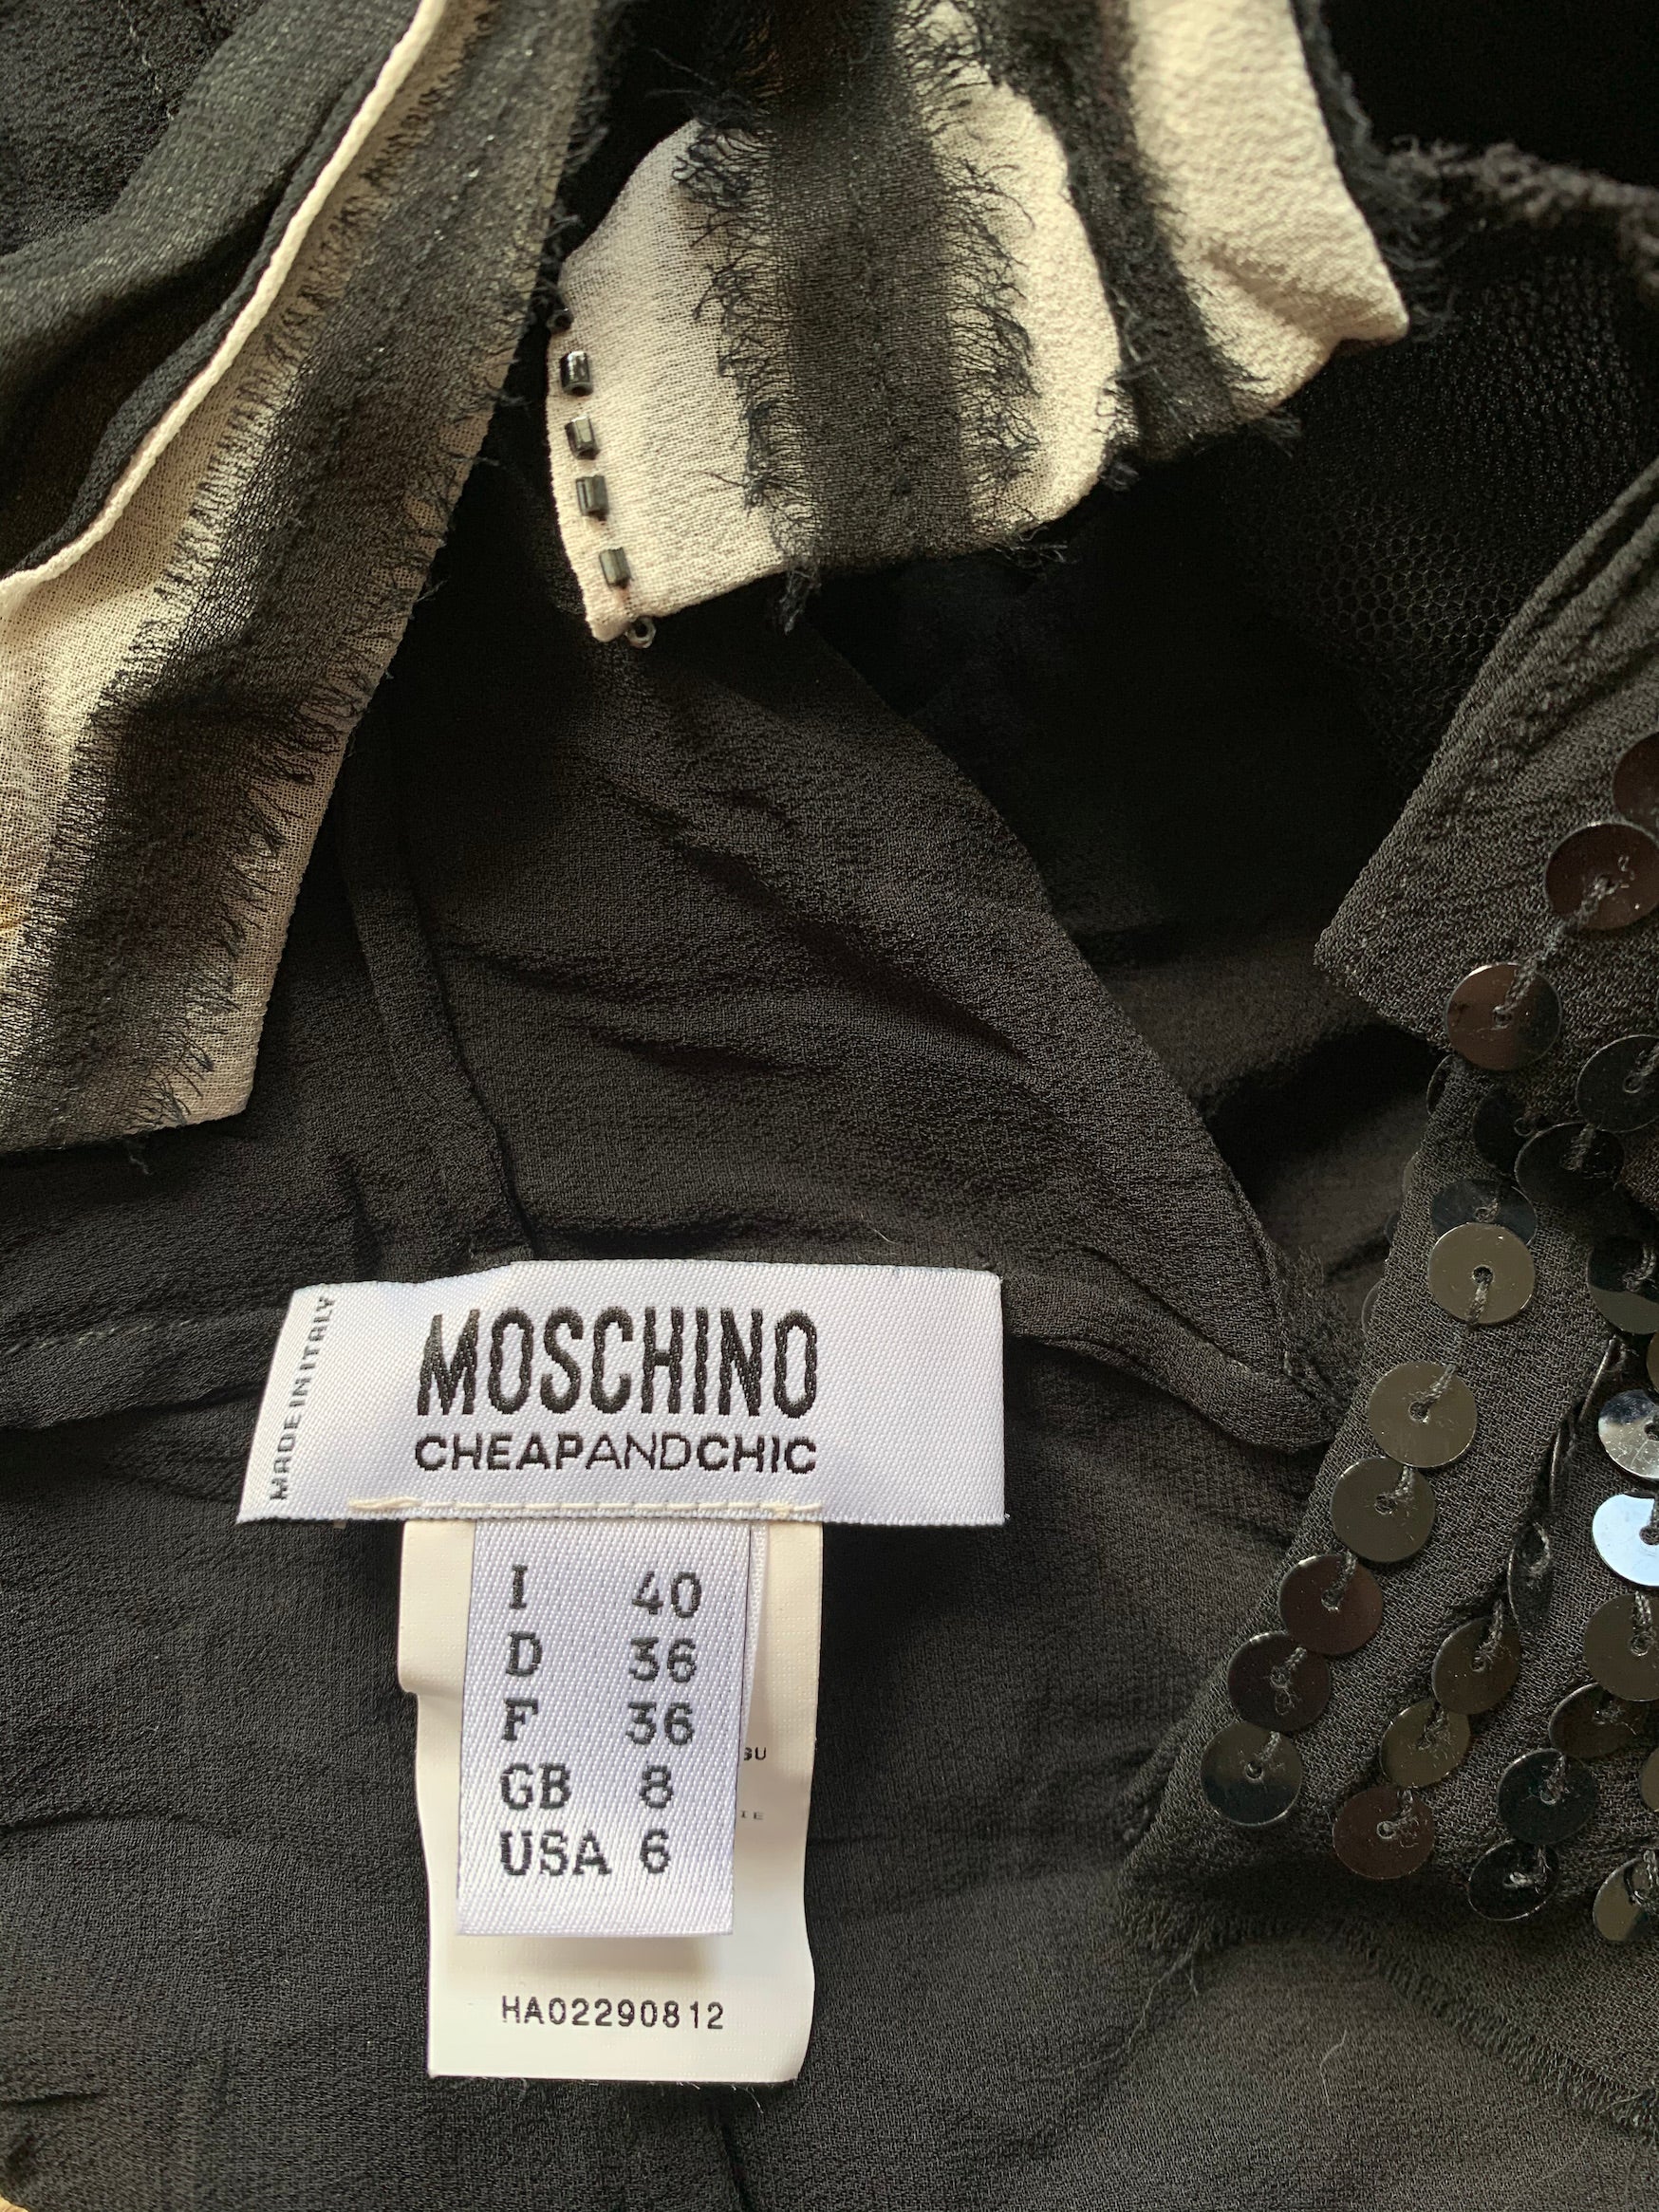 MADE IN ITALY
MOSCHINO
CHEAPANDCHIC
I 40
D 36
F 36
GB 8
USA 6
HA02290812